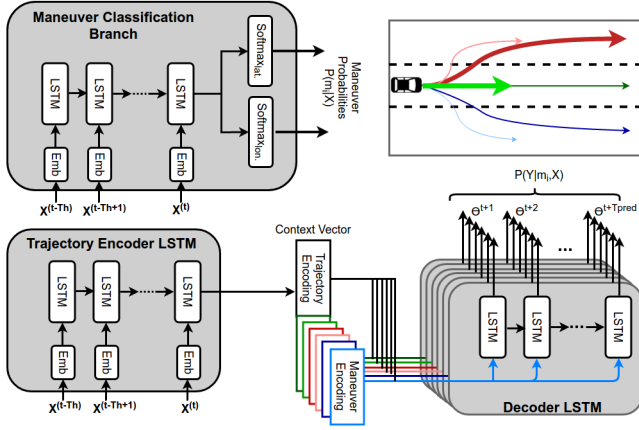 Maneuver Classification
Branch
LSTM
LSTM
LSTM
Emb
Emb
Emb
X(t-Th)
X(t-Th+1)
X(t)
Softmaxlat.
Softmaxlon.
Maneuver
Probabilities
P(mi|X)
Trajectory Encoder LSTM
LSTM
LSTM
LSTM
Emb
Emb
Emb
X(t-Th)
X(t-Th+1)
X(t)
Context Vector
Trajectory
Encoding
Maneuver
Encoding
P(Y|mi,X)
Θt+1
Θt+2
...
Θt+Tpred
LSTM
LSTM
LSTM
Decoder LSTM